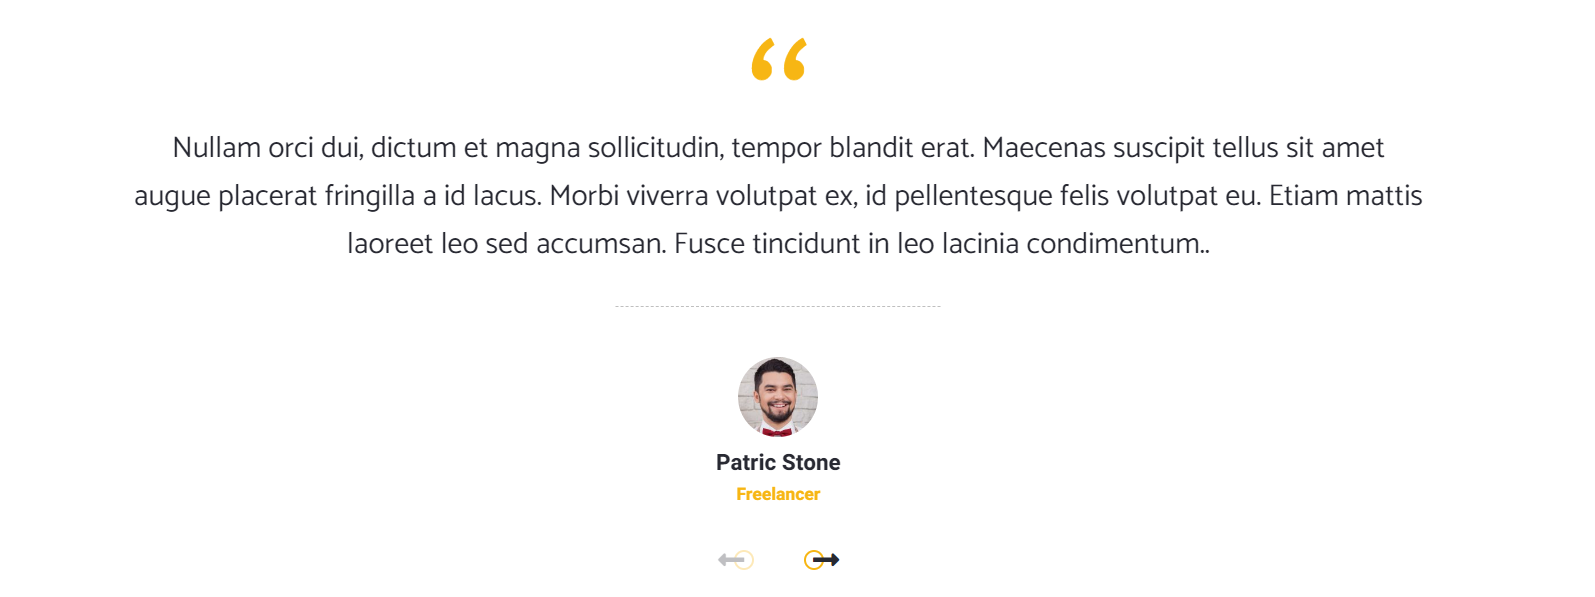 “
Nullam orci dui, dictum et magna sollicitudin, tempor blandit erat. Maecenas suscipit tellus sit amet
augue placerat fringilla a id lacus. Morbi viverra volutpat ex, id pellentesque felis volutpat eu. Etiam mattis
laoreet leo sed accumsan. Fusce tincidunt in leo lacinia condimentum..
Patric Stone
Freelancer